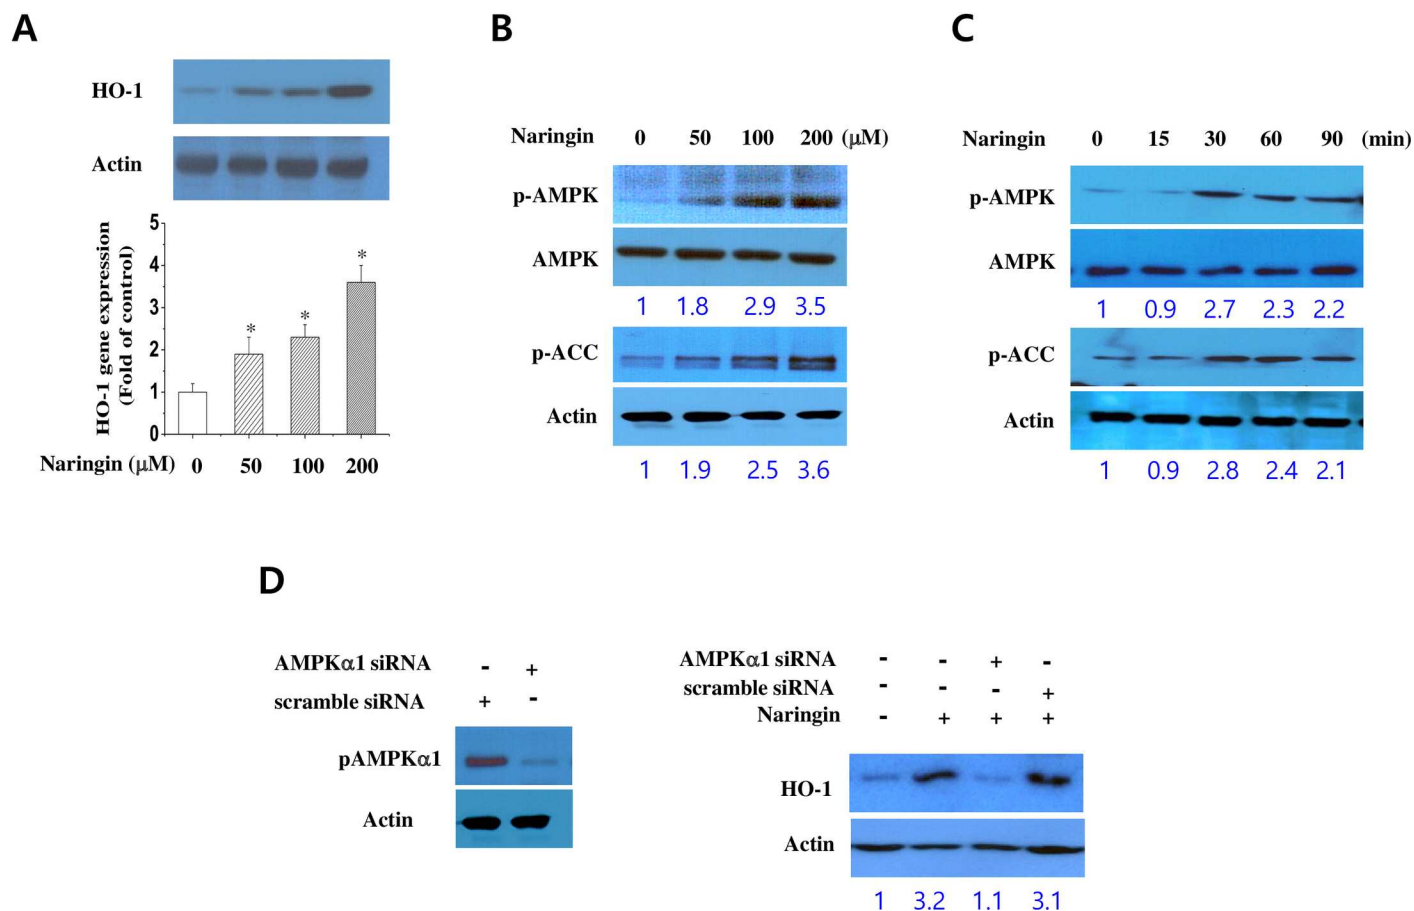 A
HO-1
Actin
HO-1 gene expression
(Fold of control)
5
4
3
2
1
0
*
*
*
Naringin (μM) 0 50 100 200
B
Naringin 0 50 100 200 (μM)
p-AMPK
AMPK
1 1.8 2.9 3.5
p-ACC
Actin
1 1.9 2.5 3.6
C
Naringin 0 15 30 60 90 (min)
p-AMPK
AMPK
1 0.9 2.7 2.3 2.2
p-ACC
Actin
1 0.9 2.8 2.4 2.1
D
AMPKα1 siRNA - +
scramble siRNA + -
pAMPKα1
Actin
AMPKα1 siRNA - - + -
scramble siRNA - - - +
Naringin - + + +
HO-1
Actin
1 3.2 1.1 3.1